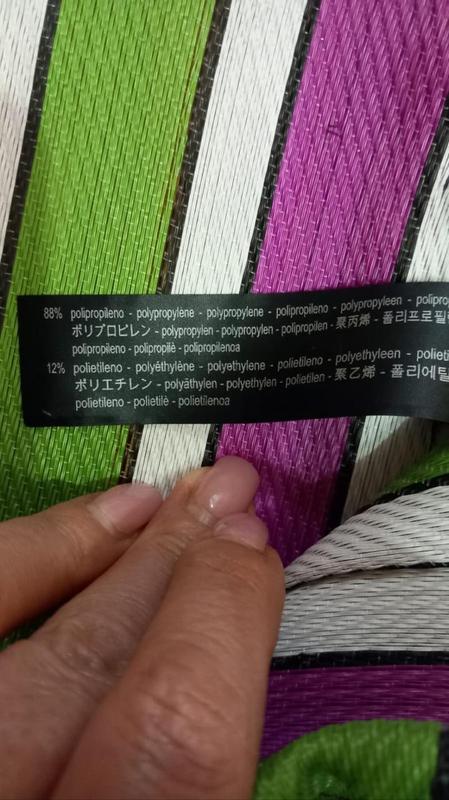 88% polipropileno - polypropylène - polypropylene - polipropileno - polypropyleen -
ポリプロピレン - polypropylen - polypropylen - polipropilen - 聚丙烯 - 폴리프로필
polipropileno - polipropilè - polipropilenoa
12% polietileno - polyéthylène - polyethylene - polietileno - polyethyleen -
ポリエチレン - polyäthylen - polyethylen - polietilen - 聚乙烯 - 폴리에틸
polietileno - polietilè - polietilenoa